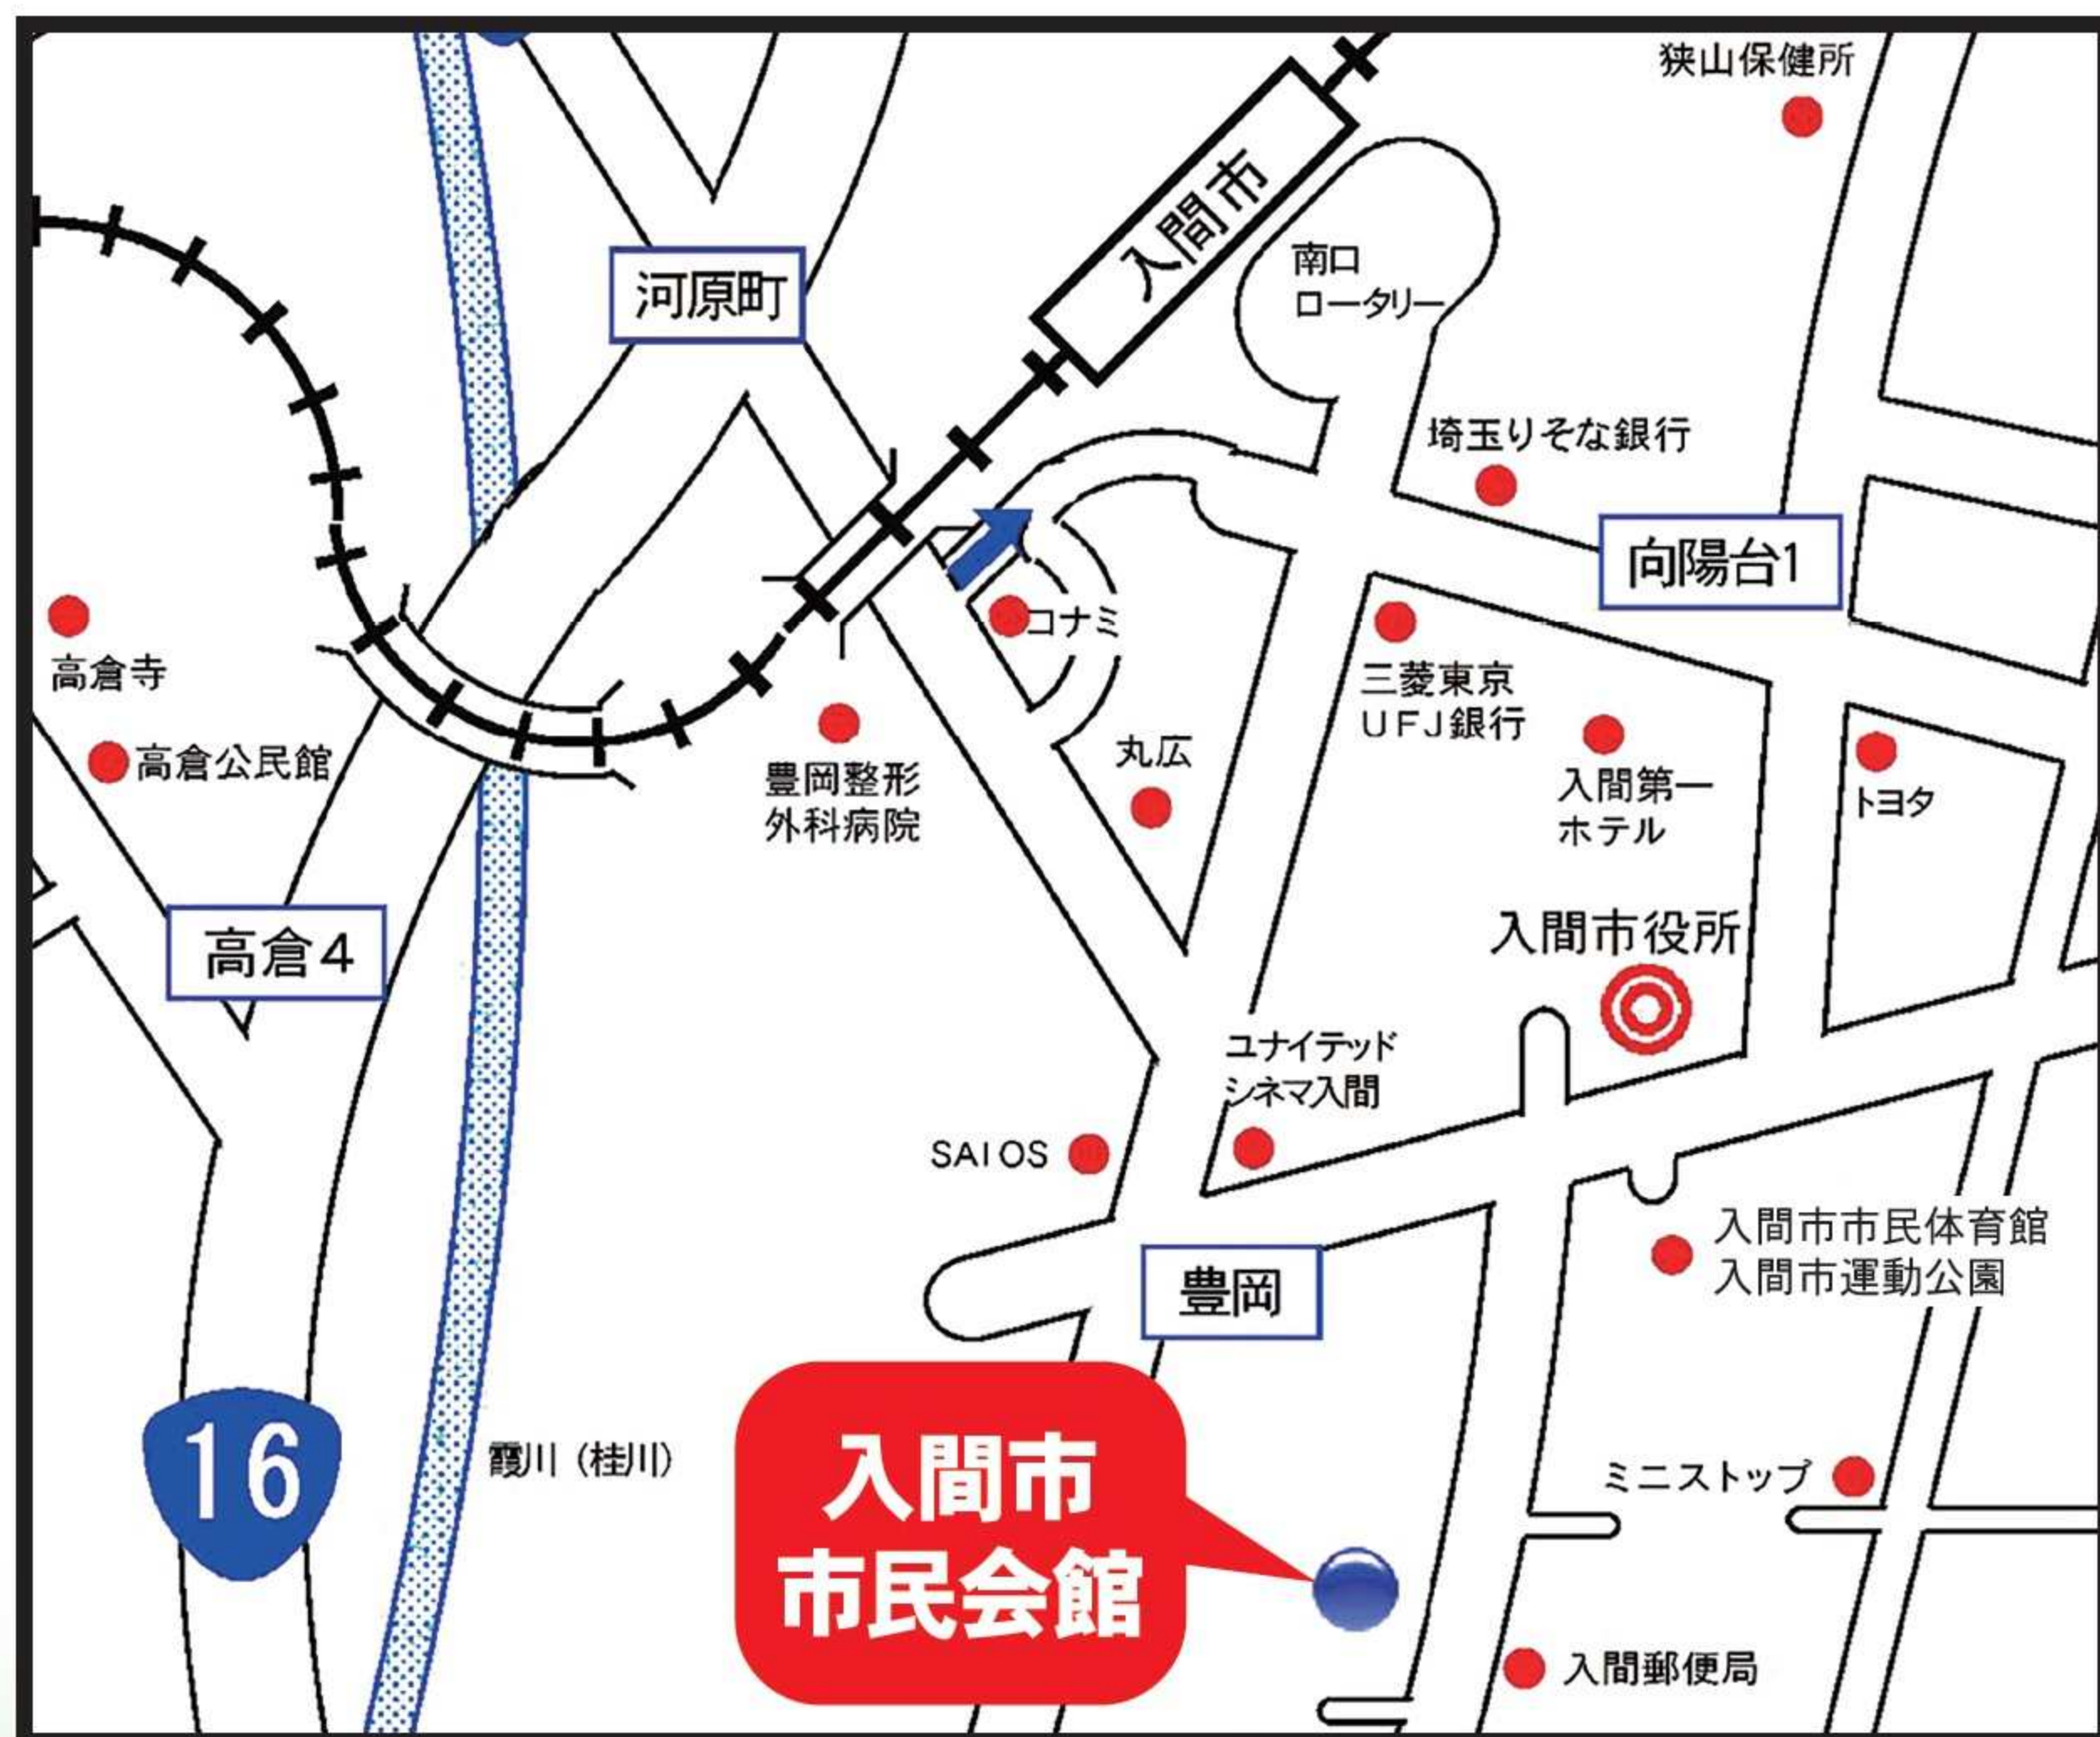 狭山保健所
入間市
南口
ロータリー
河原町
埼玉りそな銀行
向陽台1
コナミ
高倉寺
三菱東京
UFJ銀行
豊岡整形
外科病院
丸広
入間第一
ホテル
トヨタ
高倉公民館
高倉4
入間市役所
ユナイテッド
シネマ入間
SAIOS
入間市市民体育館
入間市運動公園
豊岡
16
霞川（桂川）
入間市
市民会館
ミニストップ
入間郵便局